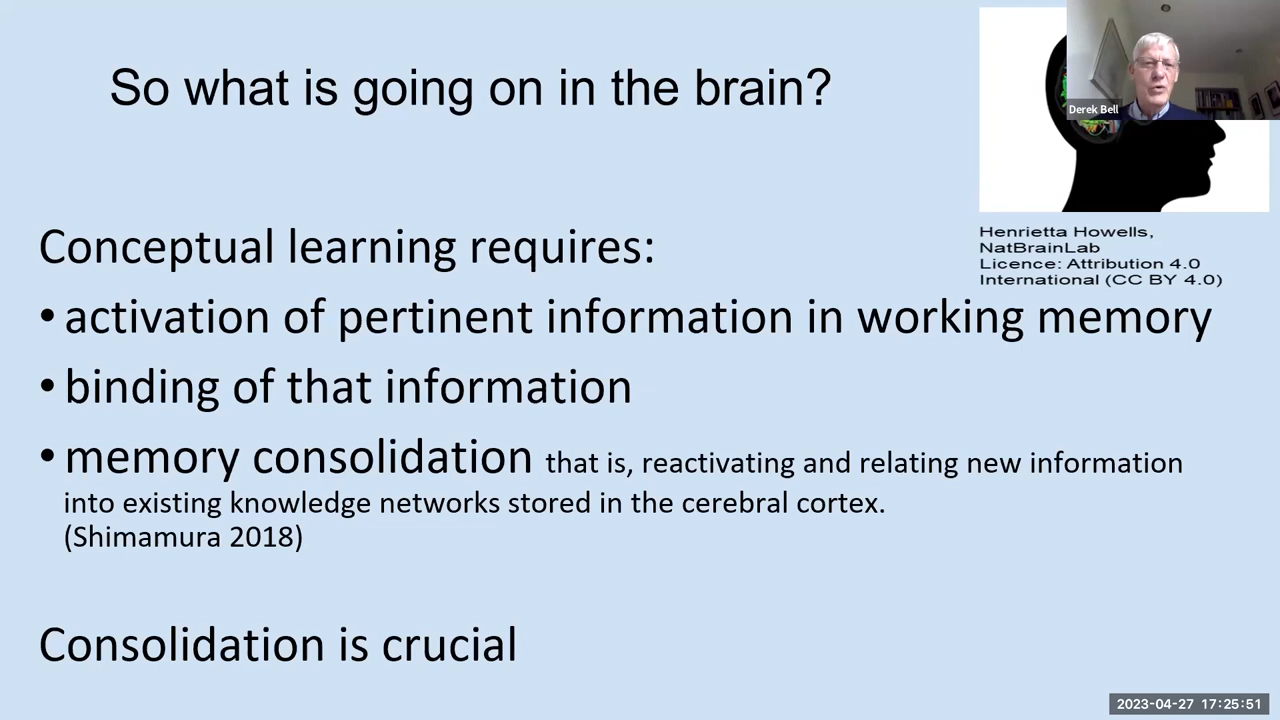 So what is going on in the brain?
Derek Bell
Henrietta Howells,
NatBrainLab
Licence: Attribution 4.0
International (CC BY 4.0)
Conceptual learning requires:
• activation of pertinent information in working memory
• binding of that information
• memory consolidation that is, reactivating and relating new information
into existing knowledge networks stored in the cerebral cortex.
(Shimamura 2018)
Consolidation is crucial
2023-04-27 17:25:51